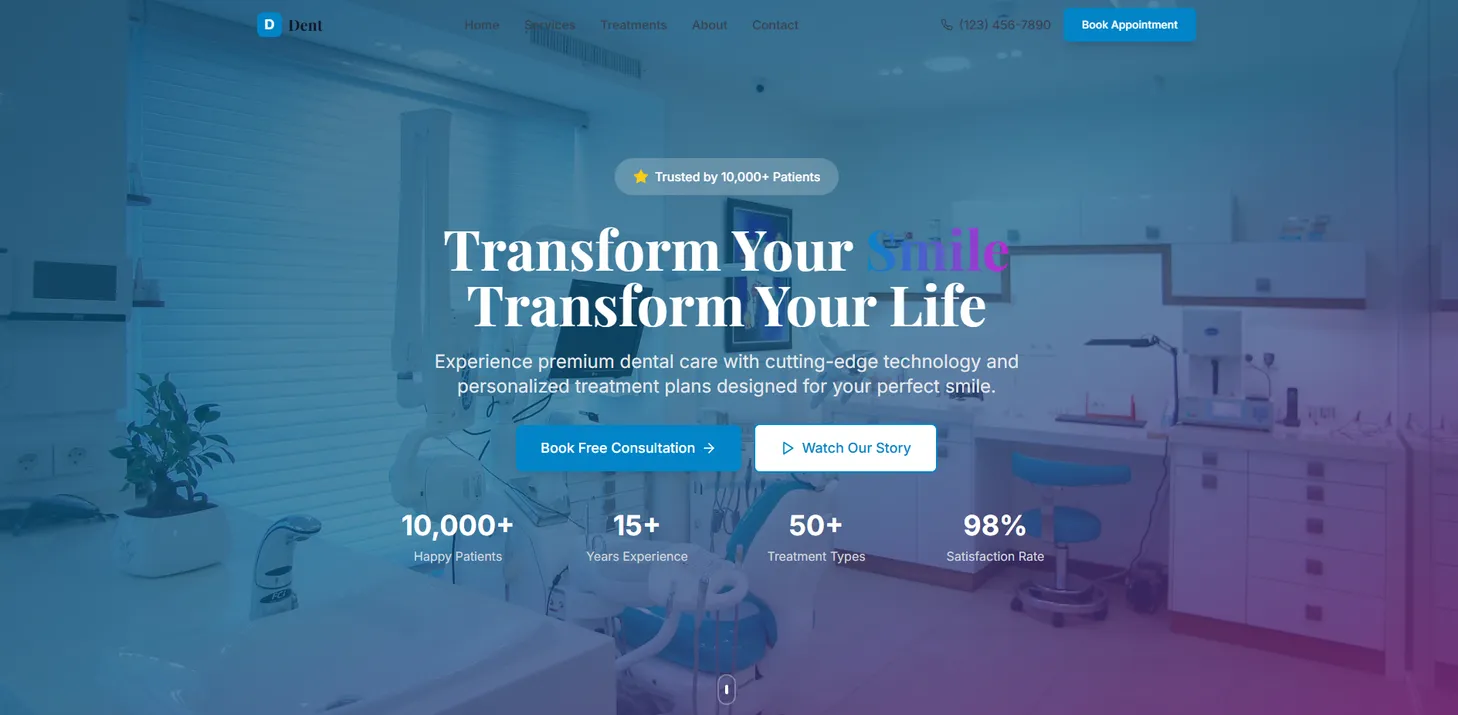 D Dent
Home Services Treatments About Contact
(123) 456-7890
Book Appointment
Trusted by 10,000+ Patients
Transform Your Smile
Transform Your Life
Experience premium dental care with cutting-edge technology and
personalized treatment plans designed for your perfect smile.
Book Free Consultation
Watch Our Story
10,000+ 15+ 50+ 98%
Happy Patients Years Experience Treatment Types Satisfaction Rate